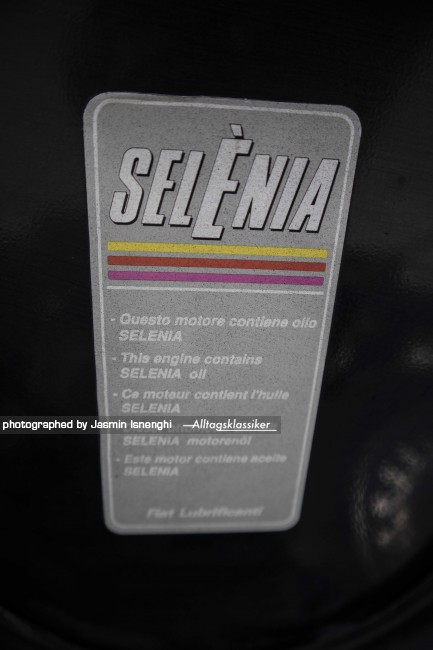 SELÈNIA
- Questo motore contiene olio
SELENIA
- This engine contains
SELENIA oil
- Ce moteur contient l'huile
SELENIA
photographed by Jasmin Isnenghi —Alltagsklassiker
SELENIA motorenöl
- Este motor contiene aceite
SELENIA
Fiat Lubrificanti